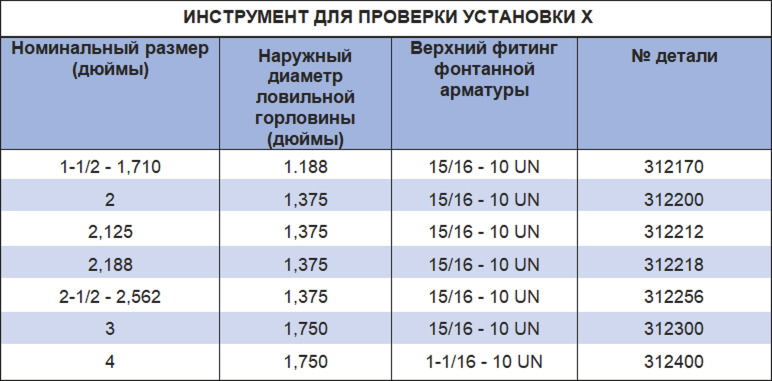 ИНСТРУМЕНТ ДЛЯ ПРОВЕРКИ УСТАНОВКИ X
Номинальный размер
(дюймы)
Наружный
диаметр
ловильной
горловины
(дюймы)
Верхний фитинг
фонтанной
арматуры
№ детали
1-1/2 - 1,710 1.188 15/16 - 10 UN 312170
2 1,375 15/16 - 10 UN 312200
2,125 1,375 15/16 - 10 UN 312212
2,188 1,375 15/16 - 10 UN 312218
2-1/2 - 2,562 1,375 15/16 - 10 UN 312256
3 1,750 15/16 - 10 UN 312300
4 1,750 1-1/16 - 10 UN 312400